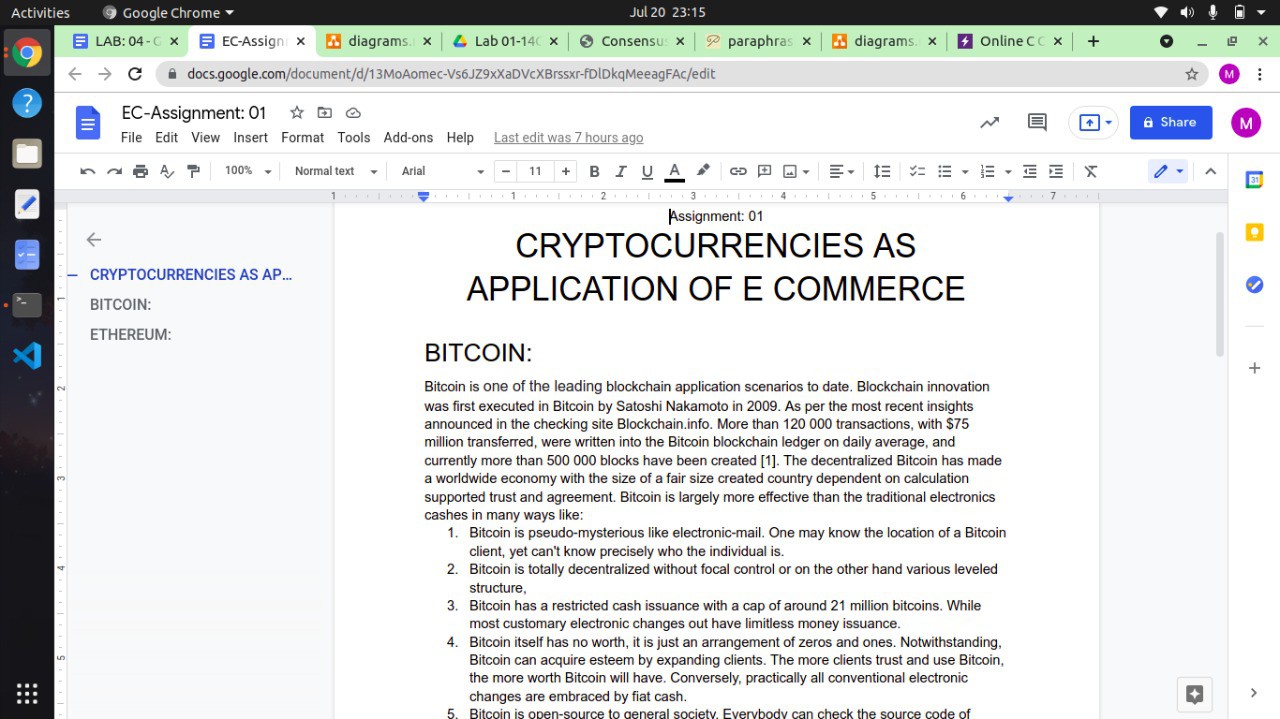 Activities Google Chrome Jul 20 23:15
LAB: 04 - G EC-Assign diagrams. Lab 01-14 Consensu paraphras diagrams. Online C C
docs.google.com/document/d/13MoAomec-Vs6JZ9xXaDVcXBrssxr-fDlDkqMeeagFAc/edit M
EC-Assignment: 01
Share M
File Edit View Insert Format Tools Add-ons Help Last edit was 7 hours ago
100% Normal text Arial 11 B I U A
1 1 2 3 4 5 6 7
Assignment: 01
CRYPTOCURRENCIES AS
APPLICATION OF E COMMERCE
CRYPTOCURRENCIES AS AP...
BITCOIN:
ETHEREUM:
BITCOIN:
Bitcoin is one of the leading blockchain application scenarios to date. Blockchain innovation
was first executed in Bitcoin by Satoshi Nakamoto in 2009. As per the most recent insights
announced in the checking site Blockchain.info. More than 120 000 transactions, with $75
million transferred, were written into the Bitcoin blockchain ledger on daily average, and
currently more than 500 000 blocks have been created [1]. The decentralized Bitcoin has made
a worldwide economy with the size of a fair size created country dependent on calculation
supported trust and agreement. Bitcoin is largely more effective than the traditional electronics
cashes in many ways like:
1. Bitcoin is pseudo-mysterious like electronic-mail. One may know the location of a Bitcoin
client, yet can't know precisely who the individual is.
2. Bitcoin is totally decentralized without focal control or on the other hand various leveled
structure,
3. Bitcoin has a restricted cash issuance with a cap of around 21 million bitcoins. While
most customary electronic changes out have limitless money issuance.
4. Bitcoin itself has no worth, it is just an arrangement of zeros and ones. Notwithstanding,
Bitcoin can acquire esteem by expanding clients. The more clients trust and use Bitcoin,
the more worth Bitcoin will have. Conversely, practically all conventional electronic
changes are embraced by fiat cash.
5. Bitcoin is open-source to general society. Everybody can check the source code of
1
2
3
4
5
31